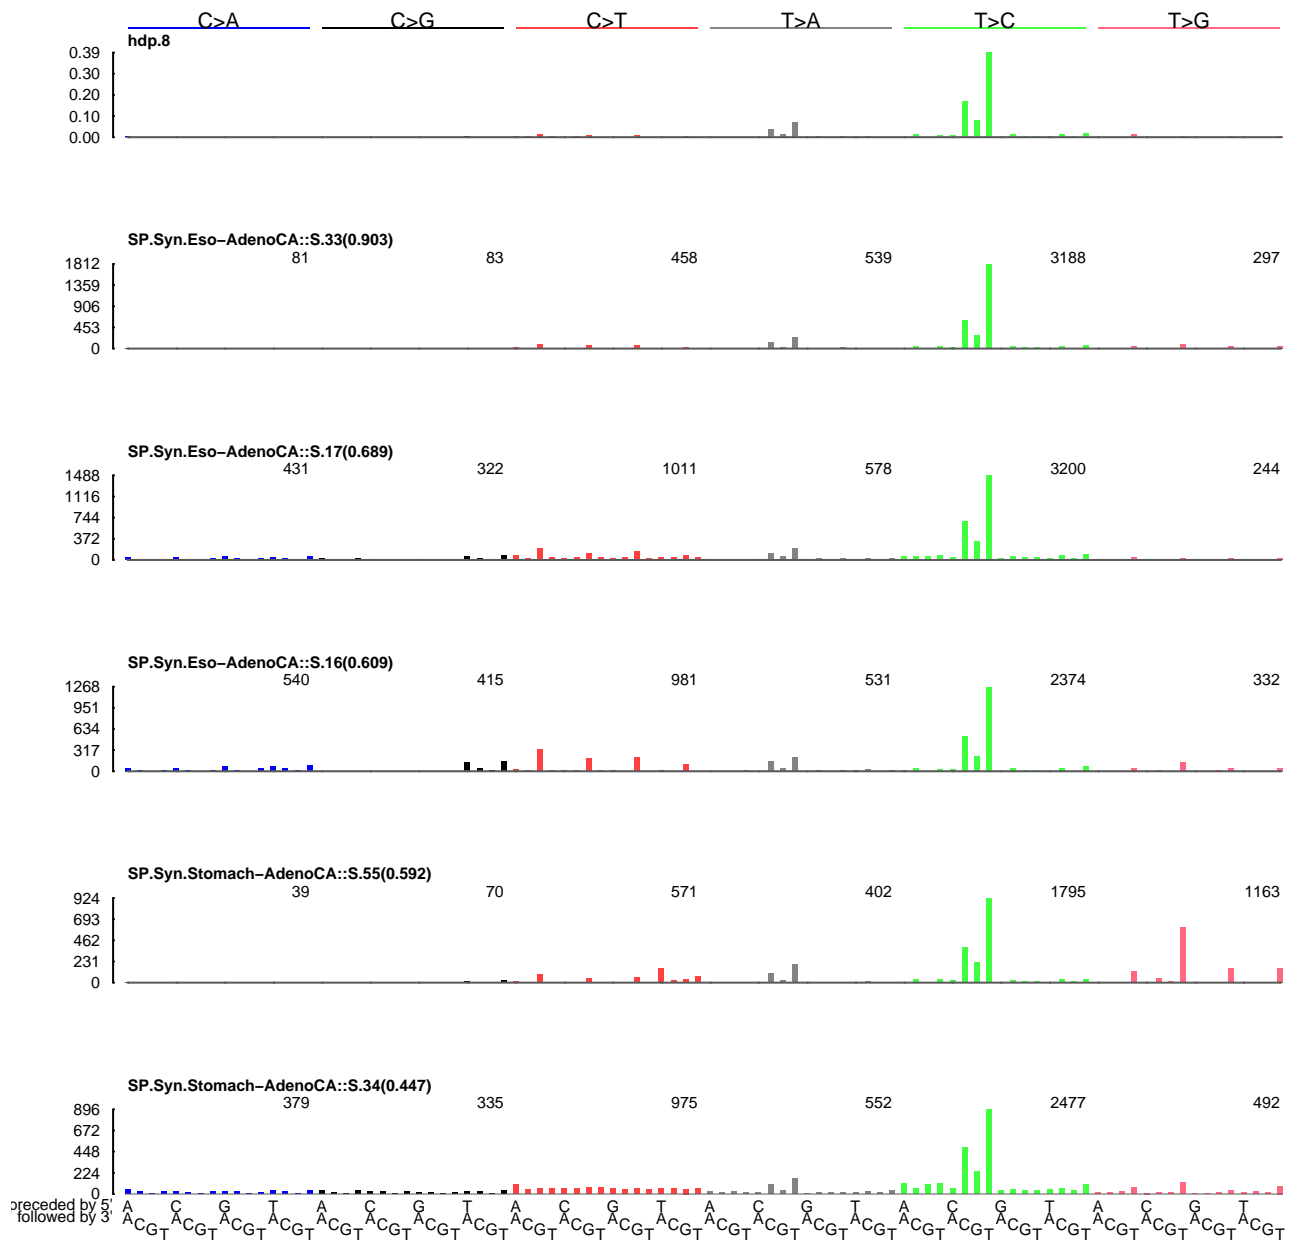 C>A C>G C>T T>A T>C T>G
hdp.8
0.39
0.30
0.20
0.10
0.00
SP.Syn.Eso−AdenoCA::S.33(0.903)
81 83 458 539 3188 297
1812
1359
906
453
0
SP.Syn.Eso−AdenoCA::S.17(0.689)
431 322 1011 578 3200 244
1488
1116
744
372
0
SP.Syn.Eso−AdenoCA::S.16(0.609)
540 415 981 531 2374 332
1268
951
634
317
0
SP.Syn.Stomach−AdenoCA::S.55(0.592)
39 70 571 402 1795 1163
924
693
462
231
0
SP.Syn.Stomach−AdenoCA::S.34(0.447)
379 335 975 552 2477 492
896
672
448
224
0
preceded by 5' A C G T A C G T A C G T A C G T A C G T A C G T
followed by 3' A C G T A C G T A C G T A C G T A C G T A C G T A C G T A C G T A C G T A C G T A C G T A C G T A C G T A C G T A C G T A C G T A C G T A C G T A C G T A C G T A C G T A C G T A C G T A C G T